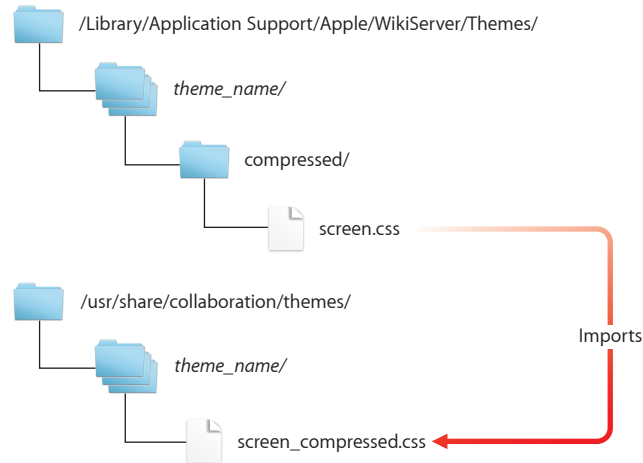 /Library/Application Support/Apple/WikiServer/Themes/
theme_name/
compressed/
screen.css
/usr/share/collaboration/themes/
Imports
theme_name/
screen_compressed.css